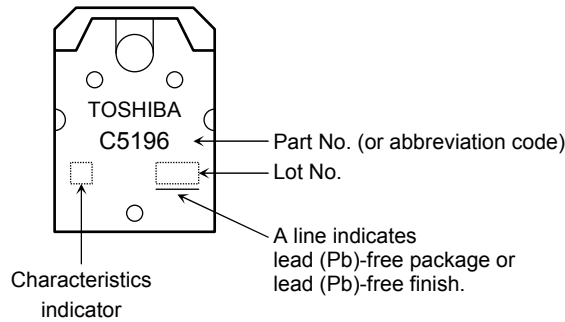 TOSHIBA
C5196
Part No. (or abbreviation code)
Lot No.
A line indicates
lead (Pb)-free package or
lead (Pb)-free finish.
Characteristics
indicator